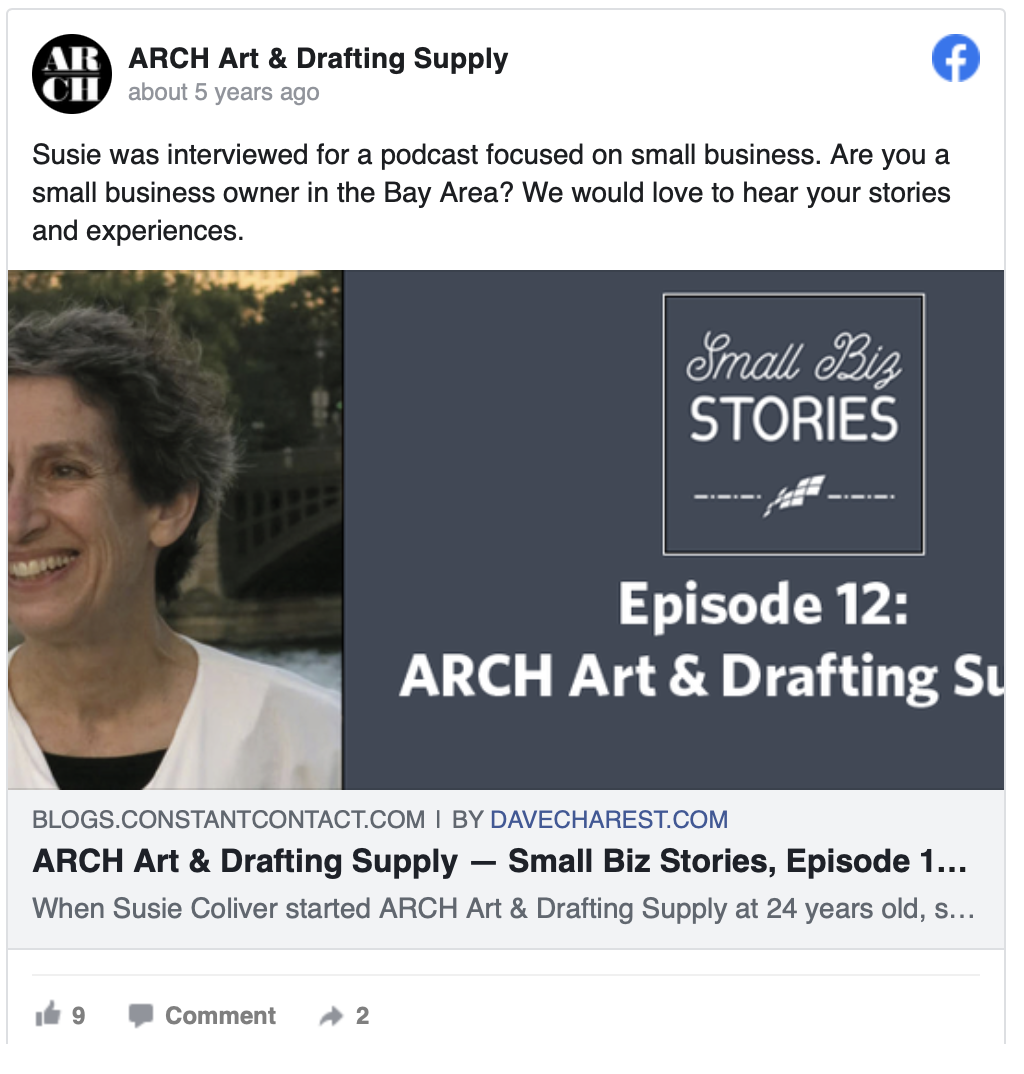 AR
CH
ARCH Art & Drafting Supply
about 5 years ago
Susie was interviewed for a podcast focused on small business. Are you a
small business owner in the Bay Area? We would love to hear your stories
and experiences.
Small Biz
STORIES
Episode 12:
ARCH Art & Drafting Su
BLOGS.CONSTANTCONTACT.COM | BY DAVECHAREST.COM
ARCH Art & Drafting Supply — Small Biz Stories, Episode 1...
When Susie Coliver started ARCH Art & Drafting Supply at 24 years old, s...
9 Comment 2